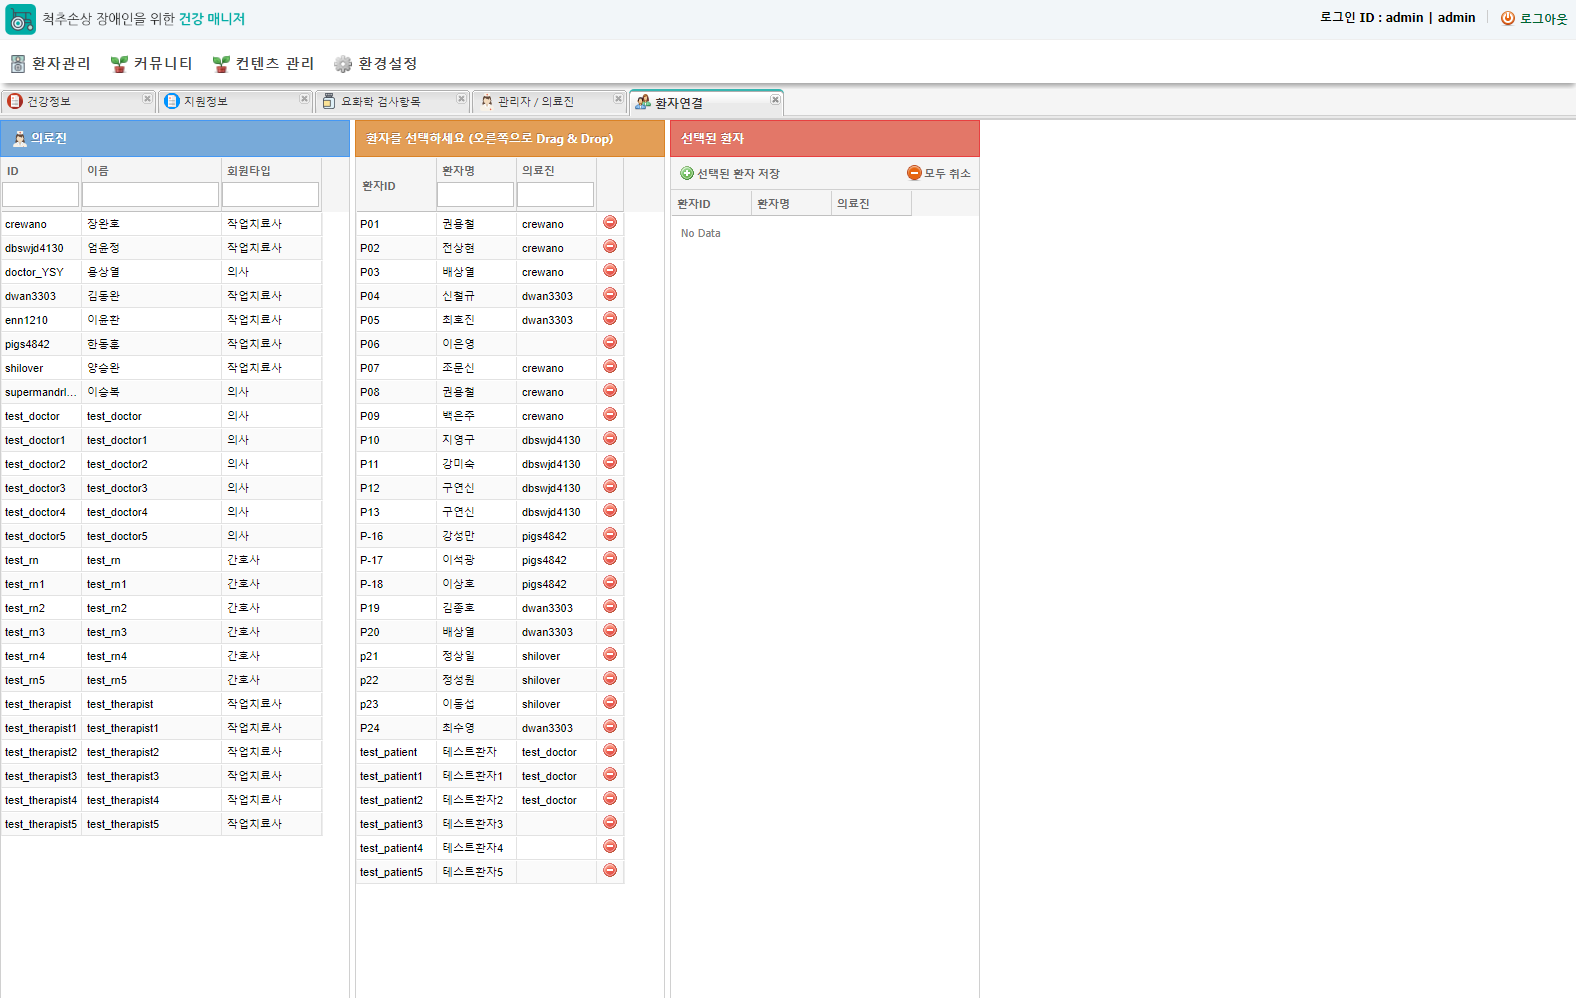 척추손상 장애인을 위한 건강 매니저
로그인 ID : admin | admin
로그아웃
환자관리 커뮤니티 컨텐츠 관리 환경설정
건강정보 지원정보 요화학 검사항목 관리자 / 의료진 환자연결
의료진
ID 이름 회원타입
crewano 장완호 작업치료사
dbswjd4130 엄윤정 작업치료사
doctor_YSY 용상열 의사
dwan3303 김동완 작업치료사
enn1210 이윤환 작업치료사
pigs4842 한동훈 작업치료사
shilover 양승완 작업치료사
supermandrl... 이승복 의사
test_doctor test_doctor 의사
test_doctor1 test_doctor1 의사
test_doctor2 test_doctor2 의사
test_doctor3 test_doctor3 의사
test_doctor4 test_doctor4 의사
test_doctor5 test_doctor5 의사
test_rn test_rn 간호사
test_rn1 test_rn1 간호사
test_rn2 test_rn2 간호사
test_rn3 test_rn3 간호사
test_rn4 test_rn4 간호사
test_rn5 test_rn5 간호사
test_therapist test_therapist 작업치료사
test_therapist1 test_therapist1 작업치료사
test_therapist2 test_therapist2 작업치료사
test_therapist3 test_therapist3 작업치료사
test_therapist4 test_therapist4 작업치료사
test_therapist5 test_therapist5 작업치료사
환자를 선택하세요 (오른쪽으로 Drag & Drop)
환자ID 환자명 의료진
P01 권용철 crewano
P02 전상현 crewano
P03 배상열 crewano
P04 신철규 dwan3303
P05 최호진 dwan3303
P06 이은영
P07 조문신 crewano
P08 권용철 crewano
P09 백은주 crewano
P10 지영구 dbswjd4130
P11 강미숙 dbswjd4130
P12 구연신 dbswjd4130
P13 구연신 dbswjd4130
P-16 강성만 pigs4842
P-17 이석광 pigs4842
P-18 이상호 pigs4842
P19 김종호 dwan3303
P20 배상열 dwan3303
p21 정상일 shilover
p22 정성원 shilover
p23 이동섭 shilover
P24 최수영 dwan3303
test_patient 테스트환자 test_doctor
test_patient1 테스트환자1 test_doctor
test_patient2 테스트환자2 test_doctor
test_patient3 테스트환자3
test_patient4 테스트환자4
test_patient5 테스트환자5
선택된 환자
선택된 환자 저장 모두 취소
환자ID 환자명 의료진
No Data